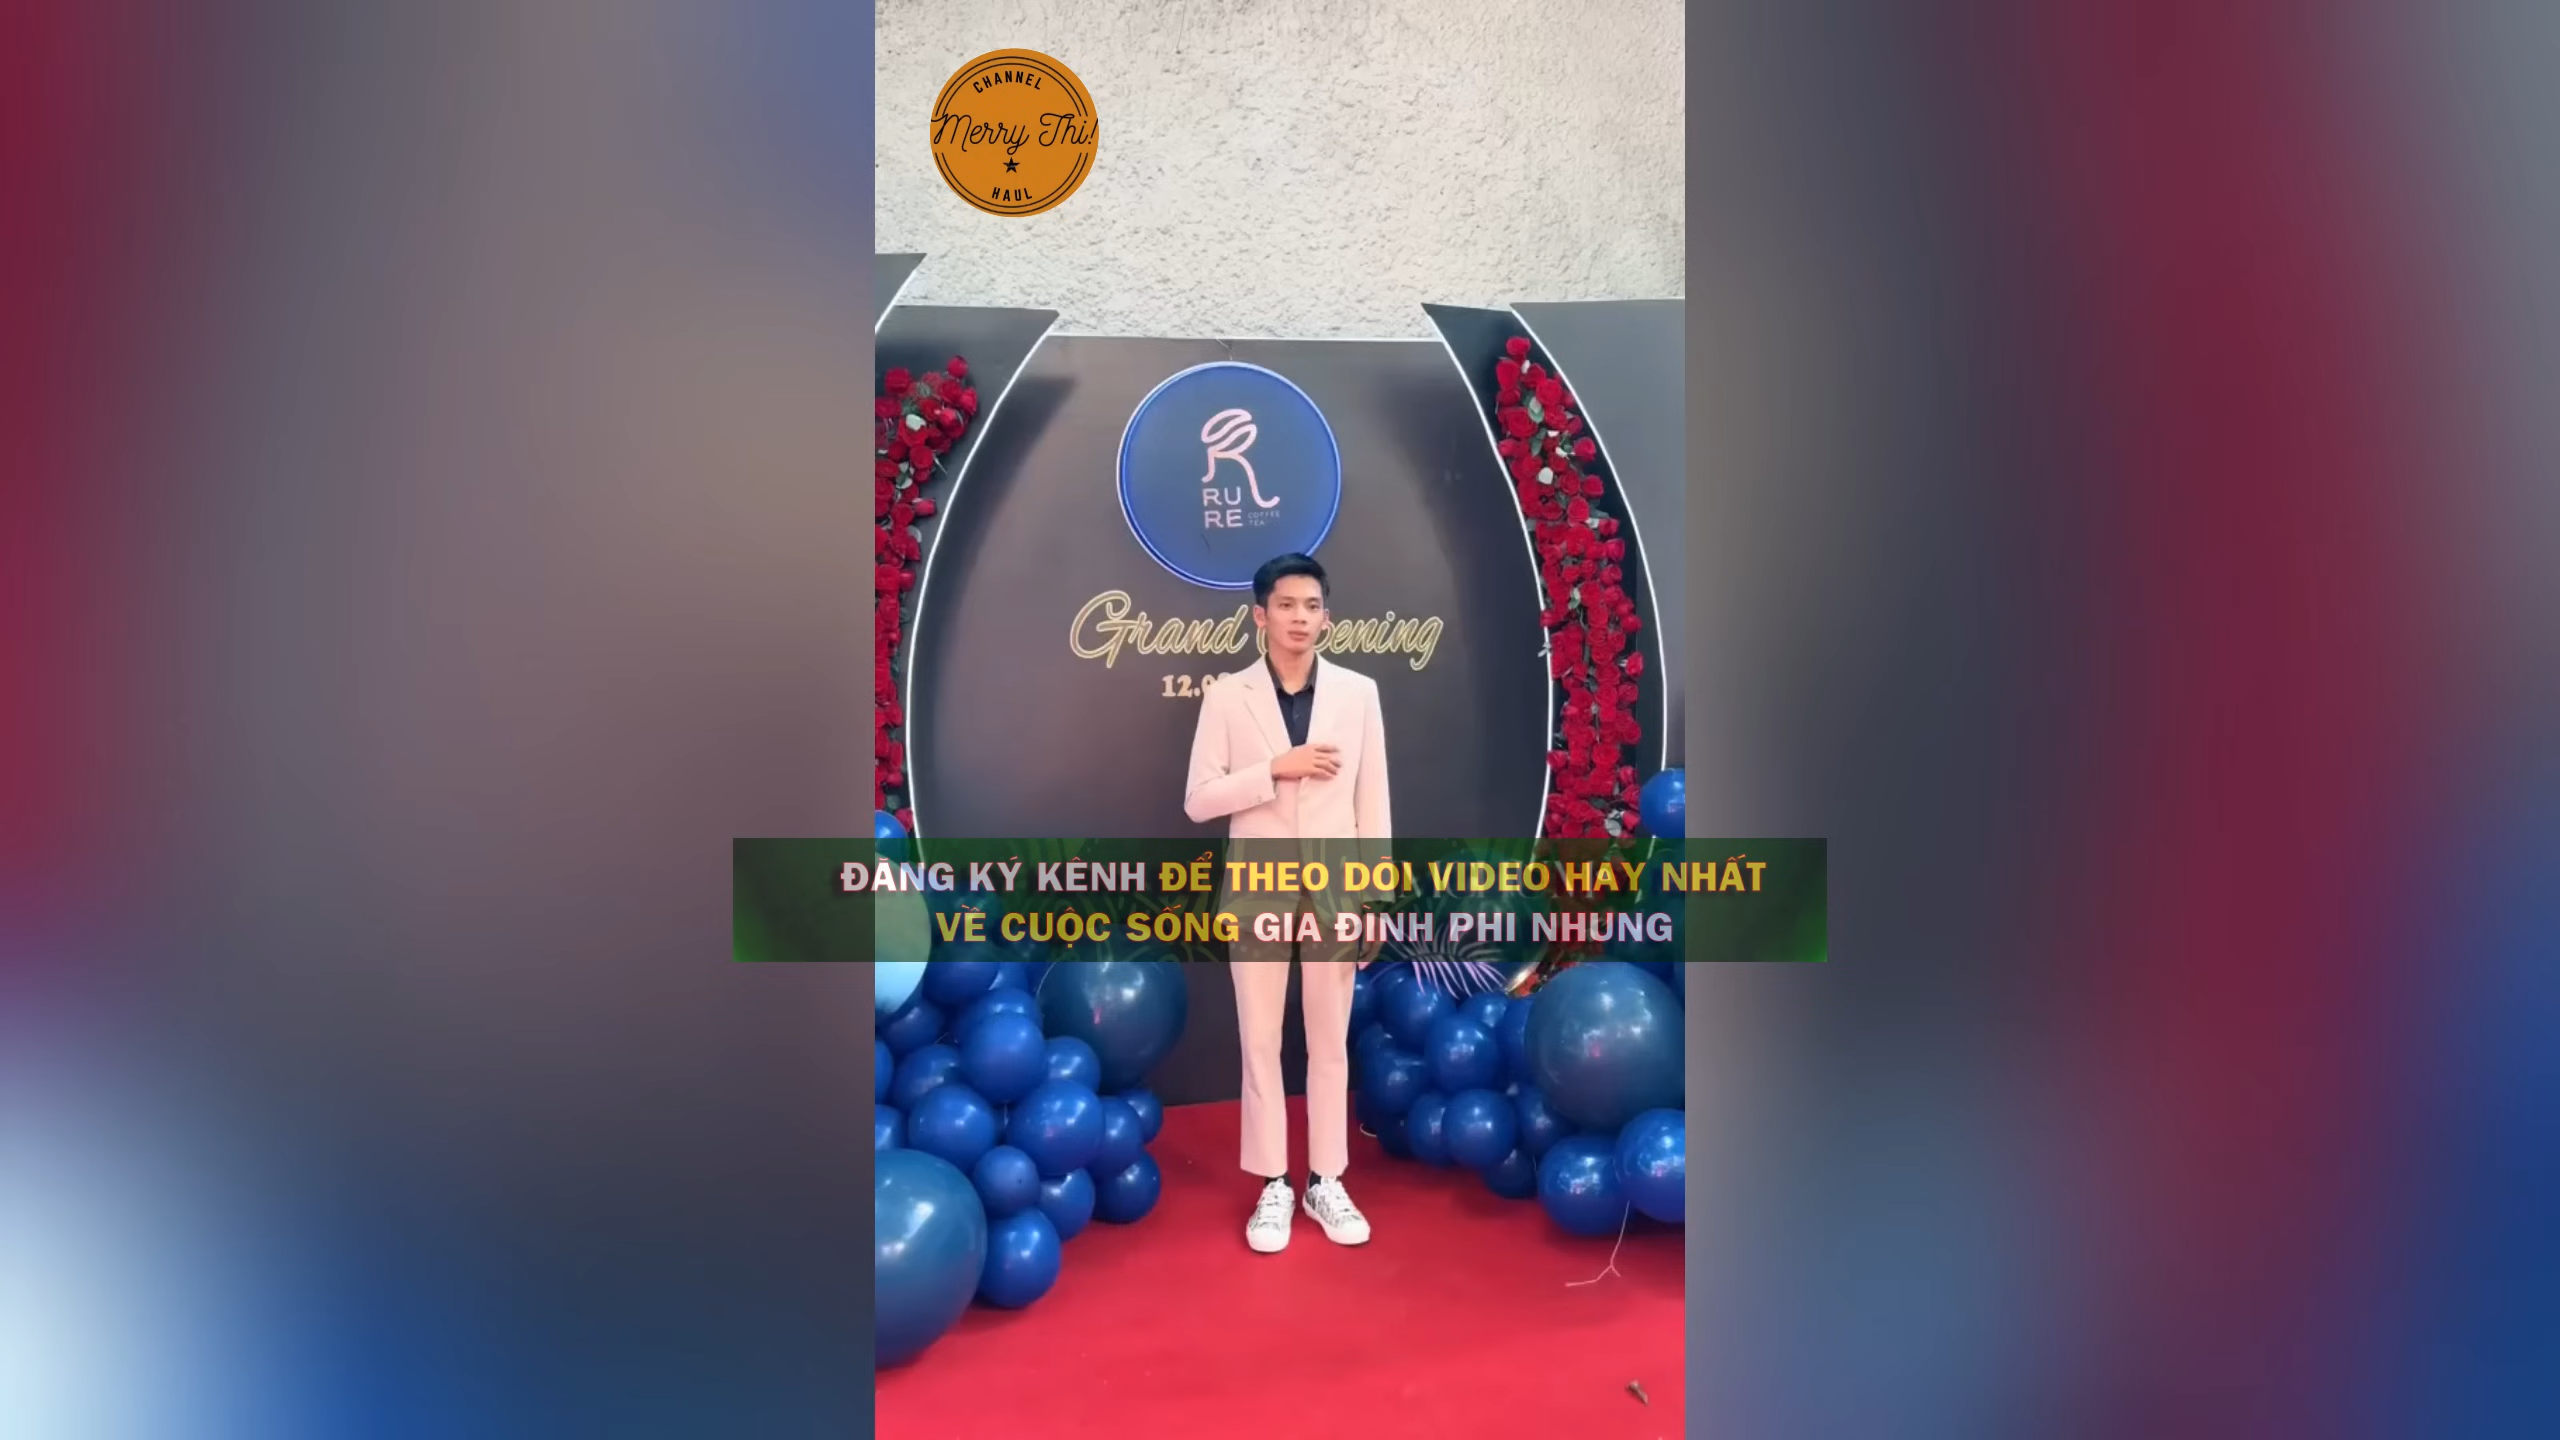 CHANNEL
Merry Thi!
HAUL
RU
RE COFFEE
TEA
Grand
ening
12.0
ĐĂNG KÝ KÊNH ĐỂ THEO DÕI VIDEO HAY NHẤT
VỀ CUỘC SỐNG GIA ĐÌNH PHI NHUNG